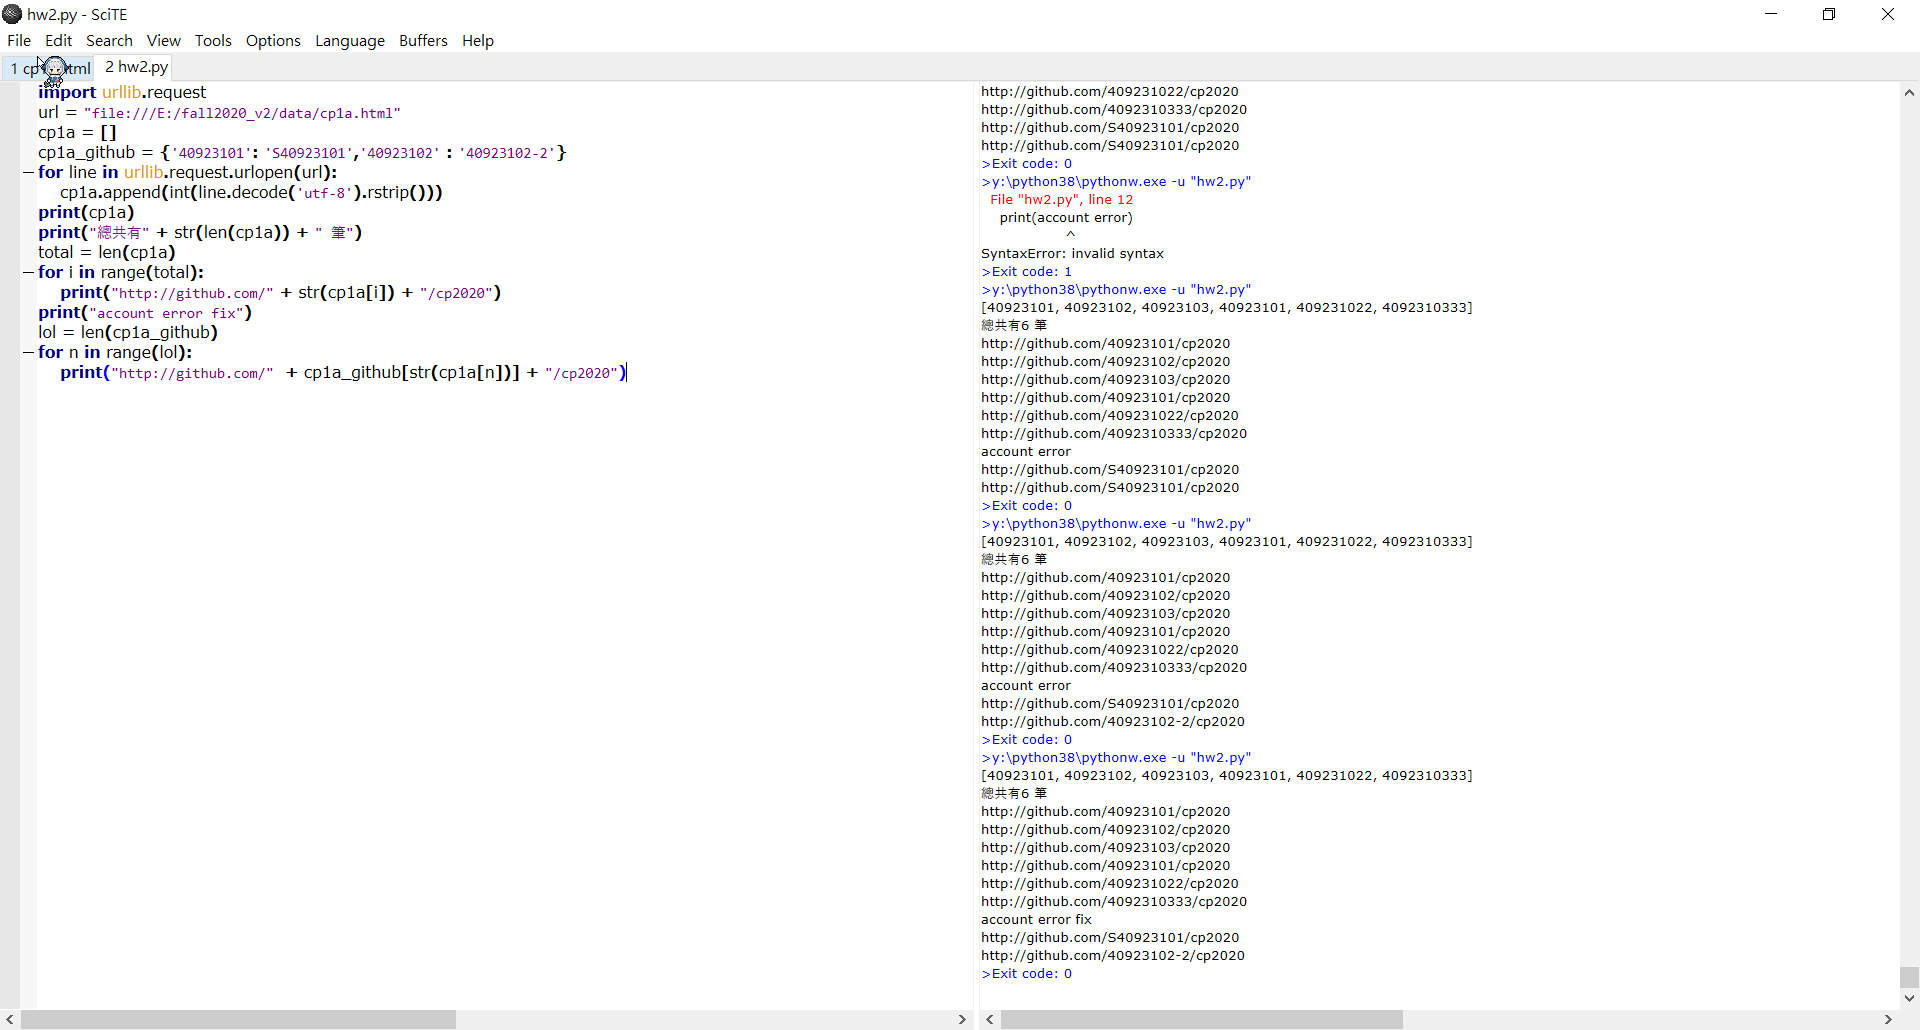 hw2.py - SciTE
File Edit Search View Tools Options Language Buffers Help
1 cp tml 2 hw2.py
import urllib.request
url = "file:///E:/fall2020_v2/data/cp1a.html"
cp1a = []
cp1a_github = {'40923101': 'S40923101','40923102' : '40923102-2'}
for line in urllib.request.urlopen(url):
cp1a.append(int(line.decode('utf-8').rstrip()))
print(cp1a)
print("總共有" + str(len(cp1a)) + " 筆")
total = len(cp1a)
for i in range(total):
print("http://github.com/" + str(cp1a[i]) + "/cp2020")
print("account error fix")
lol = len(cp1a_github)
for n in range(lol):
print("http://github.com/" + cp1a_github[str(cp1a[n])] + "/cp2020")
http://github.com/409231022/cp2020
http://github.com/4092310333/cp2020
http://github.com/S40923101/cp2020
http://github.com/S40923101/cp2020
>Exit code: 0
>y:\python38\pythonw.exe -u "hw2.py"
File "hw2.py", line 12
print(account error)
^
SyntaxError: invalid syntax
>Exit code: 1
>y:\python38\pythonw.exe -u "hw2.py"
[40923101, 40923102, 40923103, 40923101, 409231022, 4092310333]
總共有6 筆
http://github.com/40923101/cp2020
http://github.com/40923102/cp2020
http://github.com/40923103/cp2020
http://github.com/40923101/cp2020
http://github.com/409231022/cp2020
http://github.com/4092310333/cp2020
account error
http://github.com/S40923101/cp2020
http://github.com/S40923101/cp2020
>Exit code: 0
>y:\python38\pythonw.exe -u "hw2.py"
[40923101, 40923102, 40923103, 40923101, 409231022, 4092310333]
總共有6 筆
http://github.com/40923101/cp2020
http://github.com/40923102/cp2020
http://github.com/40923103/cp2020
http://github.com/40923101/cp2020
http://github.com/409231022/cp2020
http://github.com/4092310333/cp2020
account error
http://github.com/S40923101/cp2020
http://github.com/40923102-2/cp2020
>Exit code: 0
>y:\python38\pythonw.exe -u "hw2.py"
[40923101, 40923102, 40923103, 40923101, 409231022, 4092310333]
總共有6 筆
http://github.com/40923101/cp2020
http://github.com/40923102/cp2020
http://github.com/40923103/cp2020
http://github.com/40923101/cp2020
http://github.com/409231022/cp2020
http://github.com/4092310333/cp2020
account error fix
http://github.com/S40923101/cp2020
http://github.com/40923102-2/cp2020
>Exit code: 0